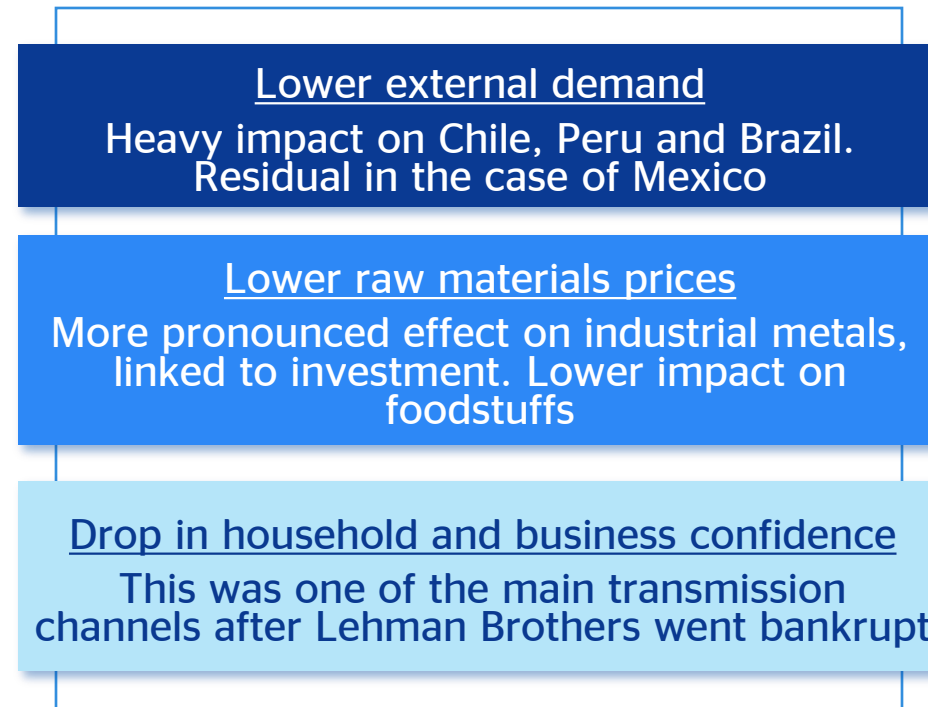 Lower external demand
Heavy impact on Chile, Peru and Brazil.
Residual in the case of Mexico
Lower raw materials prices
More pronounced effect on industrial metals,
linked to investment. Lower impact on
foodstuffs
Drop in household and business confidence
This was one of the main transmission
channels after Lehman Brothers went bankrupt